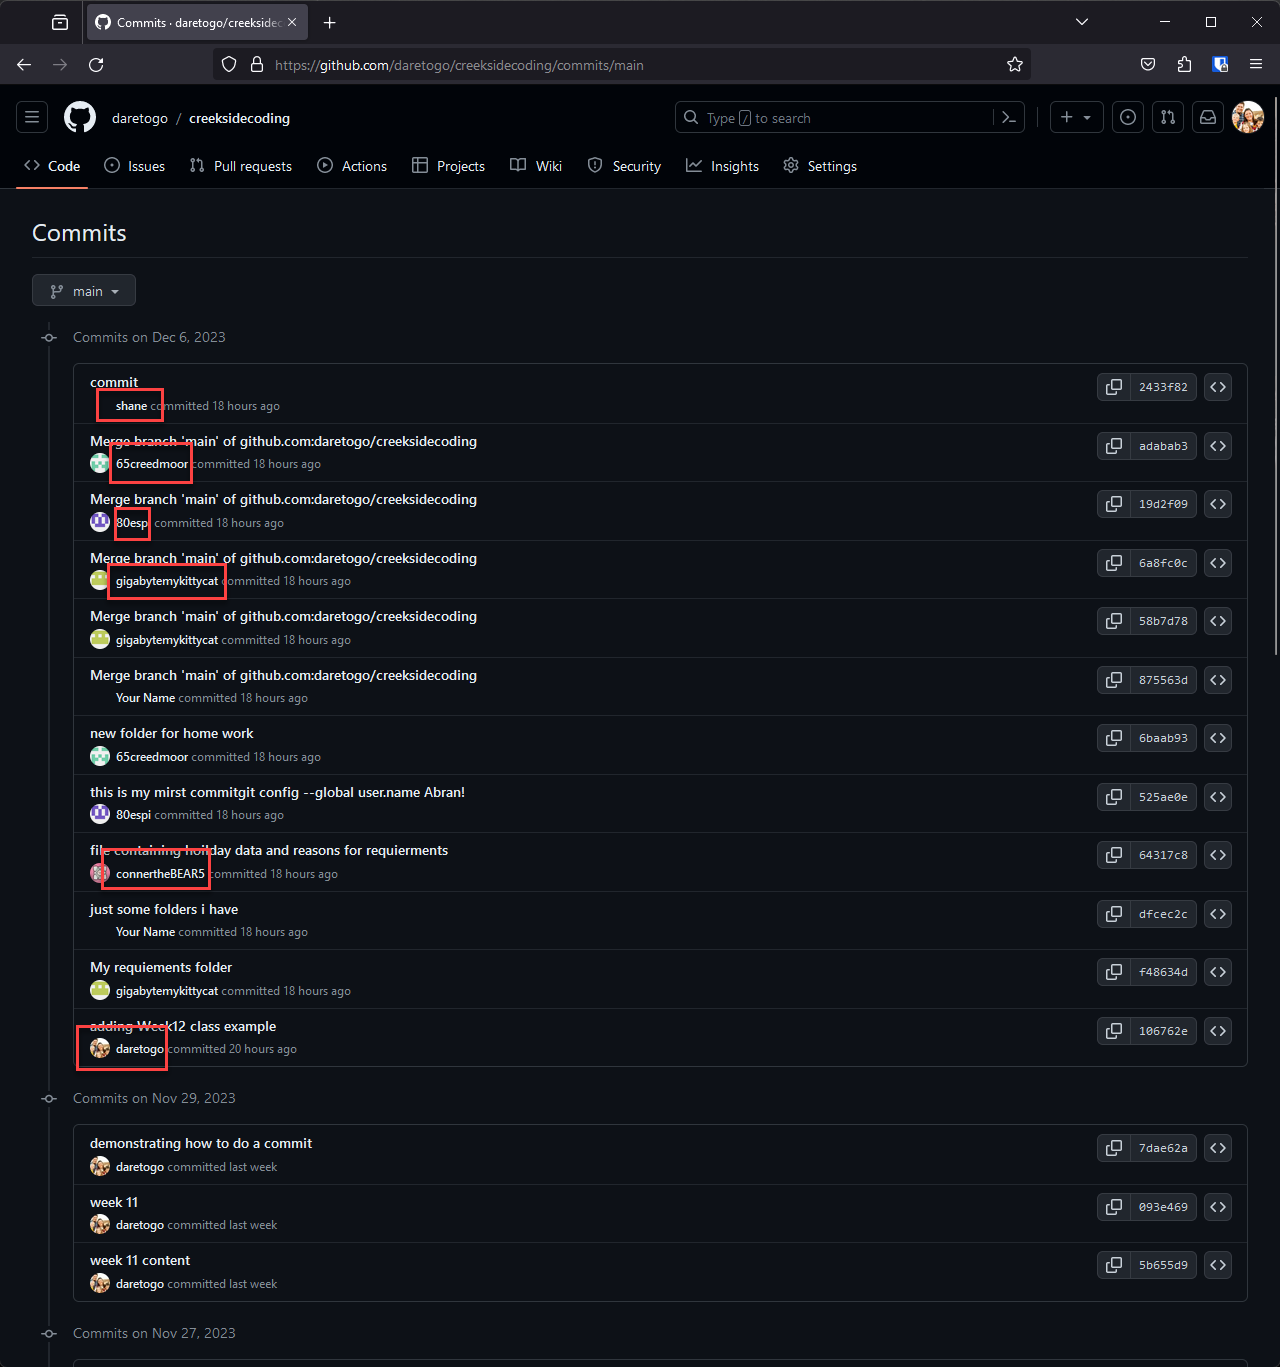 Commits · daretogo/creeksidec
https://github.com/daretogo/creeksidecoding/commits/main
daretogo / creeksidecoding
Type / to search
Code Issues Pull requests Actions Projects Wiki Security Insights Settings
Commits
main
Commits on Dec 6, 2023
commit
2433f82
shane committed 18 hours ago
Merge branch 'main' of github.com:daretogo/creeksidecoding
adabab3
65creedmoor committed 18 hours ago
Merge branch 'main' of github.com:daretogo/creeksidecoding
19d2f09
80esp committed 18 hours ago
Merge branch 'main' of github.com:daretogo/creeksidecoding
6a8fc0c
gigabytemykittycat committed 18 hours ago
Merge branch 'main' of github.com:daretogo/creeksidecoding
58b7d78
gigabytemykittycat committed 18 hours ago
Merge branch 'main' of github.com:daretogo/creeksidecoding
875563d
Your Name committed 18 hours ago
new folder for home work
6baab93
65creedmoor committed 18 hours ago
this is my mirst commitgit config --global user.name Abran!
525ae0e
80espi committed 18 hours ago
file containing hoilday data and reasons for requierments
64317c8
connertheBEAR5 committed 18 hours ago
just some folders i have
dfcec2c
Your Name committed 18 hours ago
My requiements folder
f48634d
gigabytemykittycat committed 18 hours ago
adding Week12 class example
106762e
daretogo committed 20 hours ago
Commits on Nov 29, 2023
demonstrating how to do a commit
7dae62a
daretogo committed last week
week 11
093e469
daretogo committed last week
week 11 content
5b655d9
daretogo committed last week
Commits on Nov 27, 2023